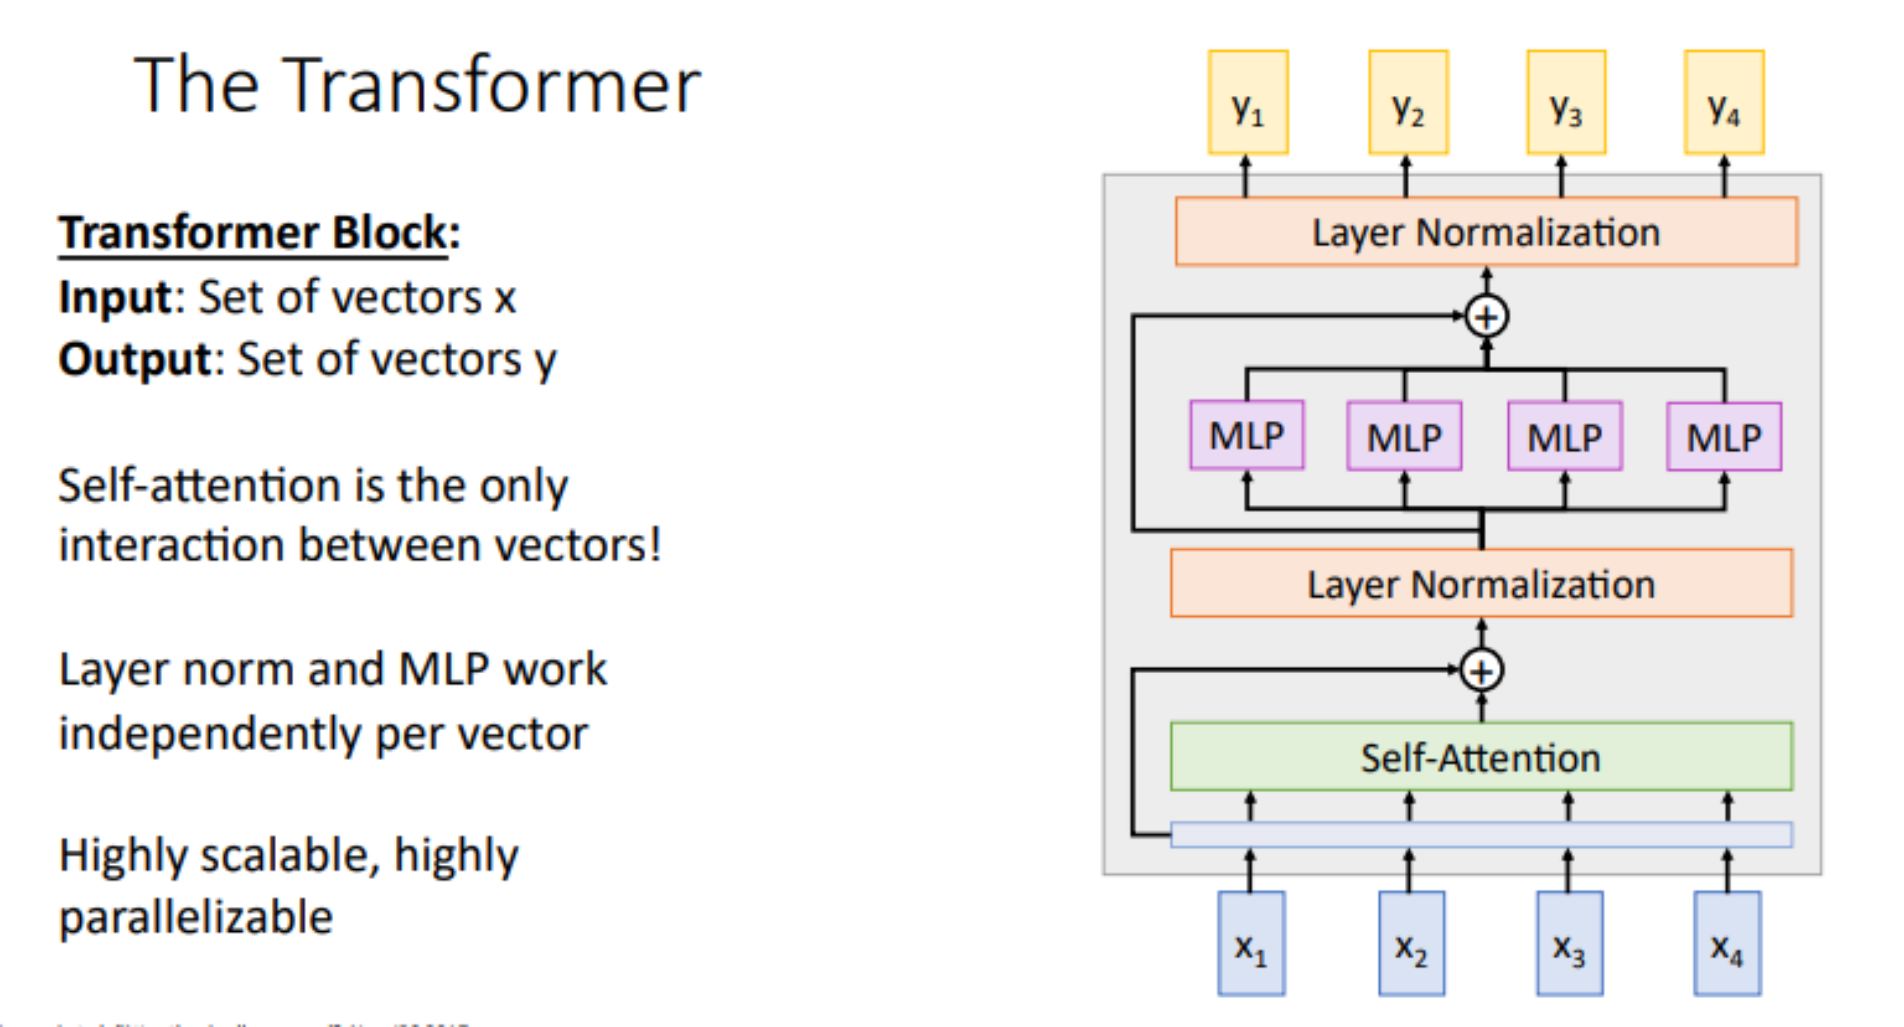 The Transformer
Transformer Block:
Input: Set of vectors x
Output: Set of vectors y
Self-attention is the only
interaction between vectors!
Layer norm and MLP work
independently per vector
Highly scalable, highly
parallelizable
y1 y2 y3 y4
Layer Normalization
+
MLP MLP MLP MLP
Layer Normalization
+
Self-Attention
x1 x2 x3 x4